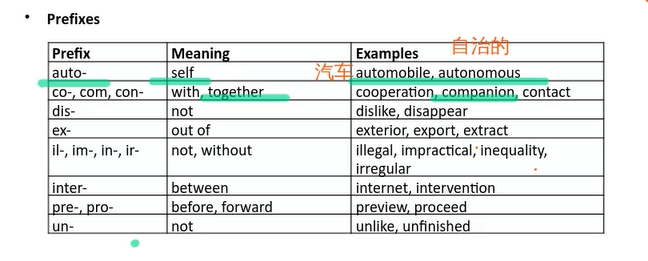 • Prefixes
自治的
Prefix Meaning Examples
auto- self 汽车 automobile, autonomous
co-, com, con- with, together cooperation, companion, contact
dis- not dislike, disappear
ex- out of exterior, export, extract
il-, im-, in-, ir- not, without illegal, impractical, inequality,
irregular
inter- between internet, intervention
pre-, pro- before, forward preview, proceed
un- not unlike, unfinished